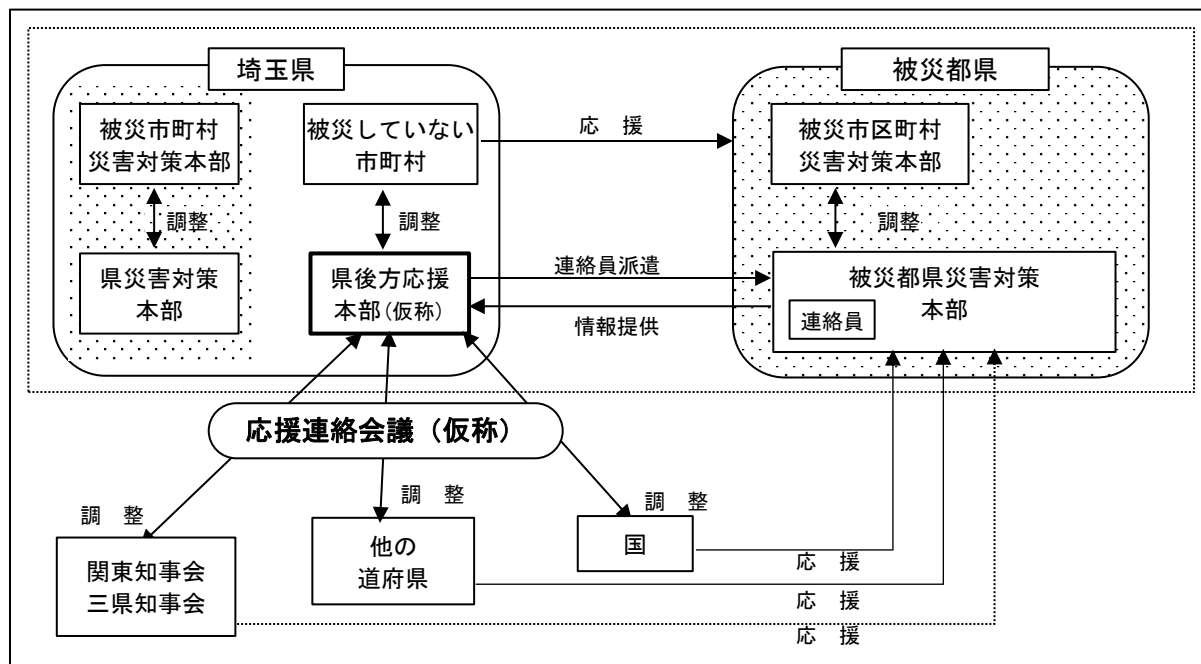 埼玉県
被災都県
被災市町村
災害対策本部
被災していない
市町村
応　援
被災市区町村
災害対策本部
調整
調整
調整
県災害対策
本部
県後方応援
本部(仮称)
連絡員派遣
情報提供
被災都県災害対策
本部
連絡員
応援連絡会議（仮称）
調　整
調　整
調　整
関東知事会
三県知事会
他の
道府県
国
応　援
応　援
応　援